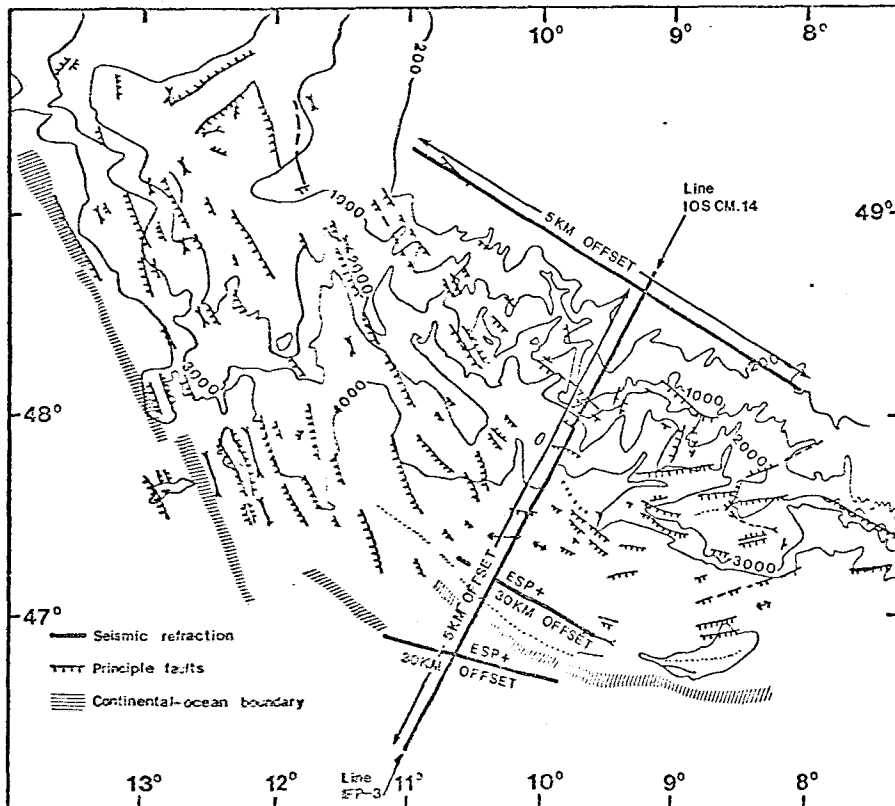 10° 9° 8°
200
Line
IOS CM.14
49°
5KM OFFSET
1000
2000
200
3000
48°
4000
1000
2000
3000
47°
5KM OFFSET
ESP+
30KM OFFSET
ESP+
OFFSET
Seismic refraction
Principle faults
Continental-ocean boundary
13° 12° 11° 10° 9° 8°
Line